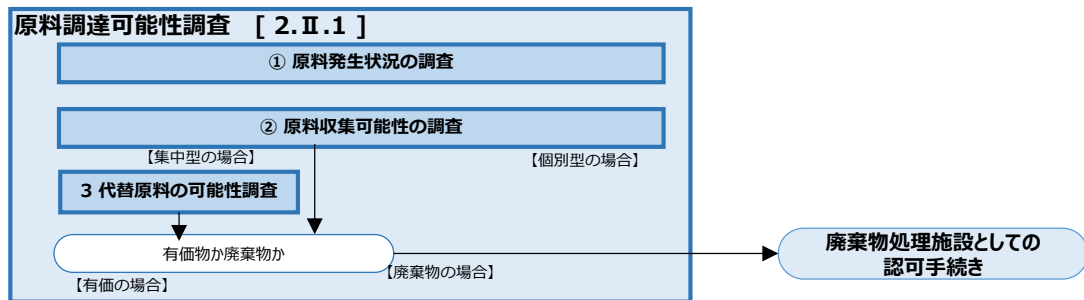 原料調達可能性調査 [ 2.Ⅱ.1 ]
① 原料発生状況の調査
② 原料収集可能性の調査
【集中型の場合】
【個別型の場合】
3 代替原料の可能性調査
有価物か廃棄物か
【有価の場合】
【廃棄物の場合】
廃棄物処理施設としての
認可手続き